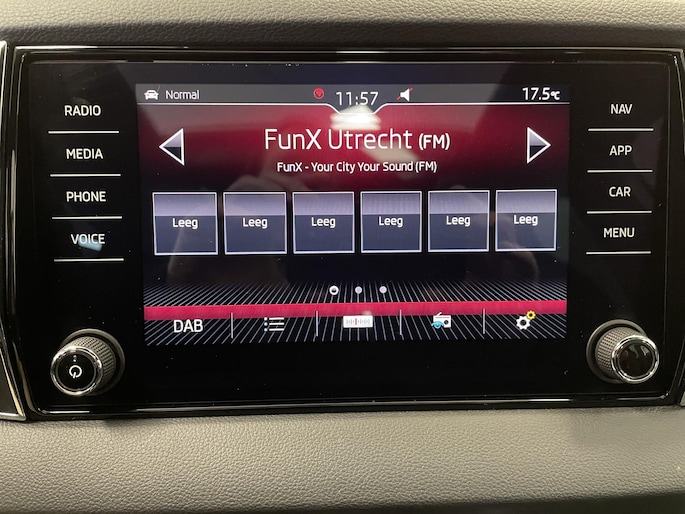 RADIO
MEDIA
PHONE
VOICE
Normal
11:57
17.5°C
FunX Utrecht (FM)
FunX - Your City Your Sound (FM)
Leeg Leeg Leeg Leeg Leeg Leeg
DAB
NAV
APP
CAR
MENU